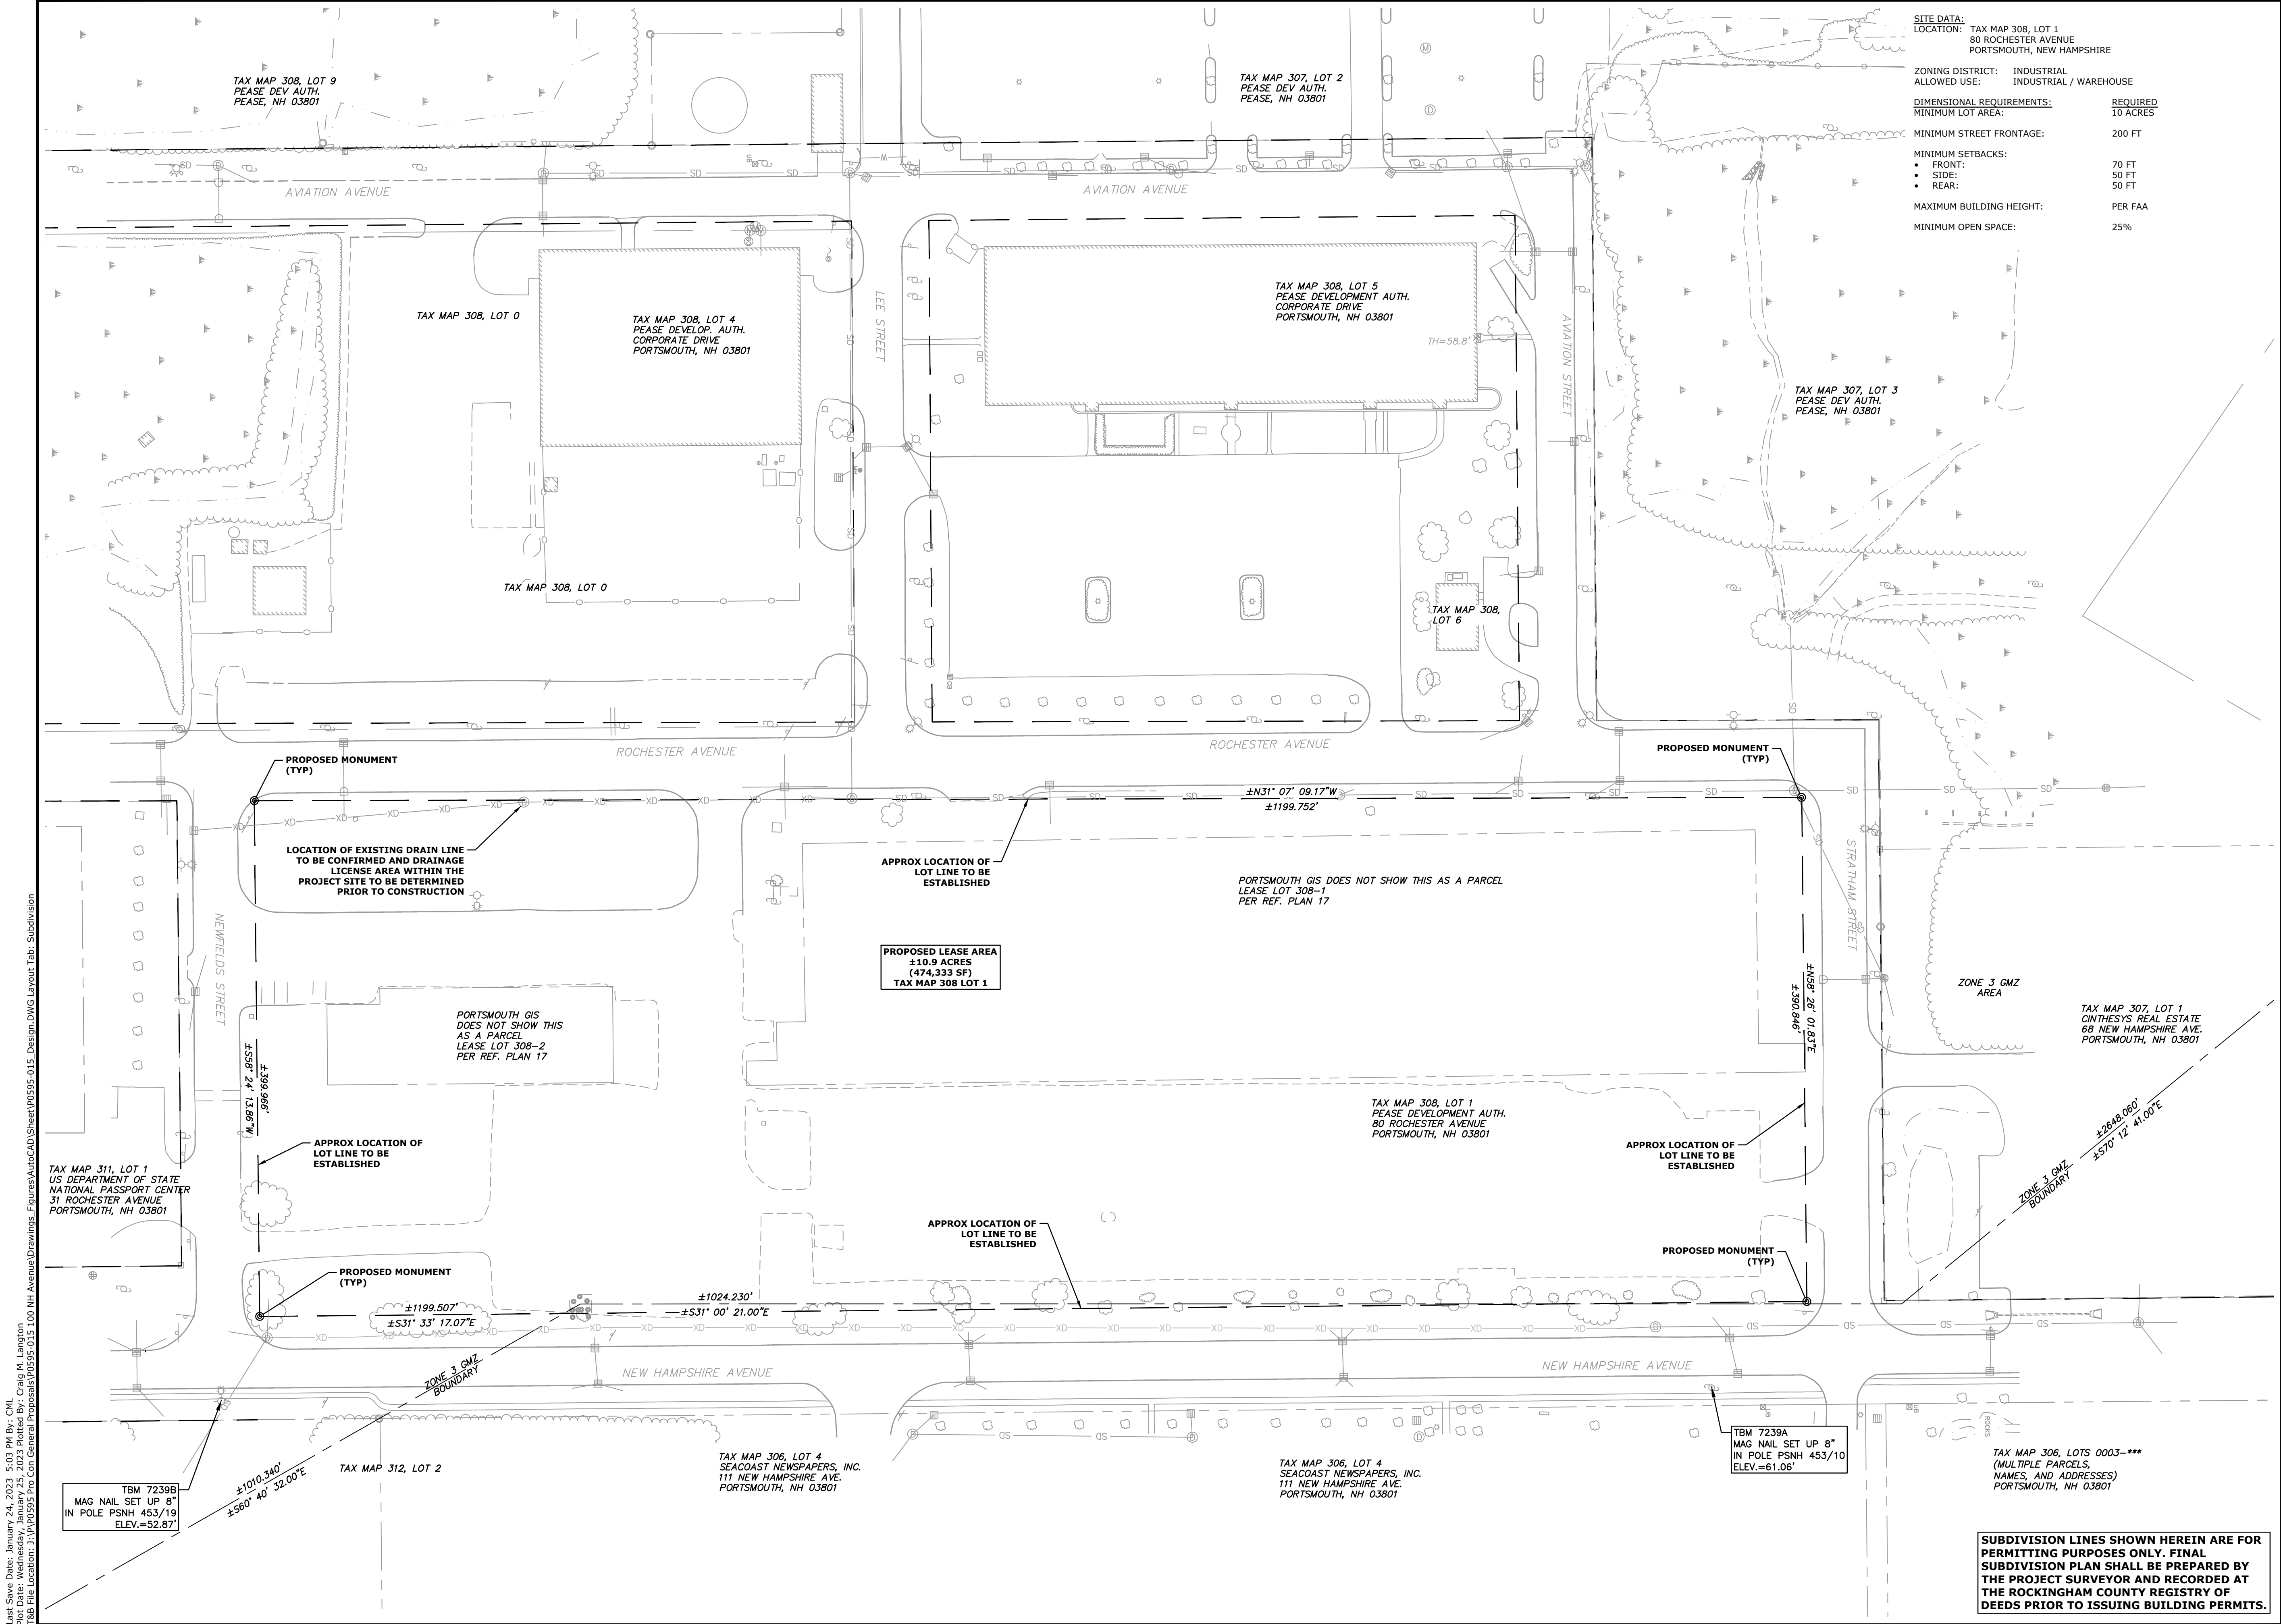 SITE DATA:
LOCATION: TAX MAP 308, LOT 1
80 ROCHESTER AVENUE
PORTSMOUTH, NEW HAMPSHIRE
ZONING DISTRICT: INDUSTRIAL
ALLOWED USE: INDUSTRIAL / WAREHOUSE
DIMENSIONAL REQUIREMENTS: REQUIRED
MINIMUM LOT AREA: 10 ACRES
MINIMUM STREET FRONTAGE: 200 FT
MINIMUM SETBACKS:
• FRONT: 70 FT
• SIDE: 50 FT
• REAR: 50 FT
MAXIMUM BUILDING HEIGHT: PER FAA
MINIMUM OPEN SPACE: 25%
TAX MAP 308, LOT 9
PEASE DEV AUTH.
PEASE, NH 03801
TAX MAP 307, LOT 2
PEASE DEV AUTH.
PEASE, NH 03801
AVIATION AVENUE
AVIATION AVENUE
TAX MAP 308, LOT 0
TAX MAP 308, LOT 4
PEASE DEVELOP. AUTH.
CORPORATE DRIVE
PORTSMOUTH, NH 03801
LEE STREET
TAX MAP 308, LOT 5
PEASE DEVELOPMENT AUTH.
CORPORATE DRIVE
PORTSMOUTH, NH 03801
TH=58.8'
AVIATION STREET
TAX MAP 307, LOT 3
PEASE DEV AUTH.
PEASE, NH 03801
TAX MAP 308, LOT 0
TAX MAP 308,
LOT 6
ROCHESTER AVENUE
ROCHESTER AVENUE
PROPOSED MONUMENT
(TYP)
PROPOSED MONUMENT
(TYP)
±N31° 07' 09.17"W
±1199.752'
LOCATION OF EXISTING DRAIN LINE
TO BE CONFIRMED AND DRAINAGE
LICENSE AREA WITHIN THE
PROJECT SITE TO BE DETERMINED
PRIOR TO CONSTRUCTION
APPROX LOCATION OF
LOT LINE TO BE
ESTABLISHED
PORTSMOUTH GIS DOES NOT SHOW THIS AS A PARCEL
LEASE LOT 308-1
PER REF. PLAN 17
NEWFIELDS STREET
STRATHAM STREET
PROPOSED LEASE AREA
±10.9 ACRES
(474,333 SF)
TAX MAP 308 LOT 1
±N58° 26' 01.83"E
±390.846'
ZONE 3 GMZ
AREA
TAX MAP 307, LOT 1
CINTHESYS REAL ESTATE
68 NEW HAMPSHIRE AVE.
PORTSMOUTH, NH 03801
PORTSMOUTH GIS
DOES NOT SHOW THIS
AS A PARCEL
LEASE LOT 308-2
PER REF. PLAN 17
±399.966'
±S58° 24' 13.86"W
TAX MAP 308, LOT 1
PEASE DEVELOPMENT AUTH.
80 ROCHESTER AVENUE
PORTSMOUTH, NH 03801
APPROX LOCATION OF
LOT LINE TO BE
ESTABLISHED
APPROX LOCATION OF
LOT LINE TO BE
ESTABLISHED
±2648.060'
±S70° 12' 41.00"E
ZONE 3 GMZ
BOUNDARY
TAX MAP 311, LOT 1
US DEPARTMENT OF STATE
NATIONAL PASSPORT CENTER
31 ROCHESTER AVENUE
PORTSMOUTH, NH 03801
APPROX LOCATION OF
LOT LINE TO BE
ESTABLISHED
PROPOSED MONUMENT
(TYP)
PROPOSED MONUMENT
(TYP)
±1199.507'
±S31° 33' 17.07"E
±1024.230'
±S31° 00' 21.00"E
NEW HAMPSHIRE AVENUE
NEW HAMPSHIRE AVENUE
ZONE 3 GMZ
BOUNDARY
±1010.340'
±S60° 40' 32.00"E
TBM 7239B
MAG NAIL SET UP 8"
IN POLE PSNH 453/19
ELEV.=52.87'
TAX MAP 312, LOT 2
TAX MAP 306, LOT 4
SEACOAST NEWSPAPERS, INC.
111 NEW HAMPSHIRE AVE.
PORTSMOUTH, NH 03801
TAX MAP 306, LOT 4
SEACOAST NEWSPAPERS, INC.
111 NEW HAMPSHIRE AVE.
PORTSMOUTH, NH 03801
TBM 7239A
MAG NAIL SET UP 8"
IN POLE PSNH 453/10
ELEV.=61.06'
(ROCKS
TAX MAP 306, LOTS 0003-***
(MULTIPLE PARCELS,
NAMES, AND ADDRESSES)
PORTSMOUTH, NH 03801
SUBDIVISION LINES SHOWN HEREIN ARE FOR
PERMITTING PURPOSES ONLY. FINAL
SUBDIVISION PLAN SHALL BE PREPARED BY
THE PROJECT SURVEYOR AND RECORDED AT
THE ROCKINGHAM COUNTY REGISTRY OF
DEEDS PRIOR TO ISSUING BUILDING PERMITS.
Last Save Date: January 24, 2023 5:03 PM By: CML
Plot Date: Wednesday, January 25, 2023 Plotted By: Craig M. Langton
T&B File Location: J:\P\P0595 Pro Con General Proposals\P0595-015 100 NH Avenue\Drawings_Figures\AutoCAD\Sheet\P0595-015_Design.DWG Layout Tab: Subdivision